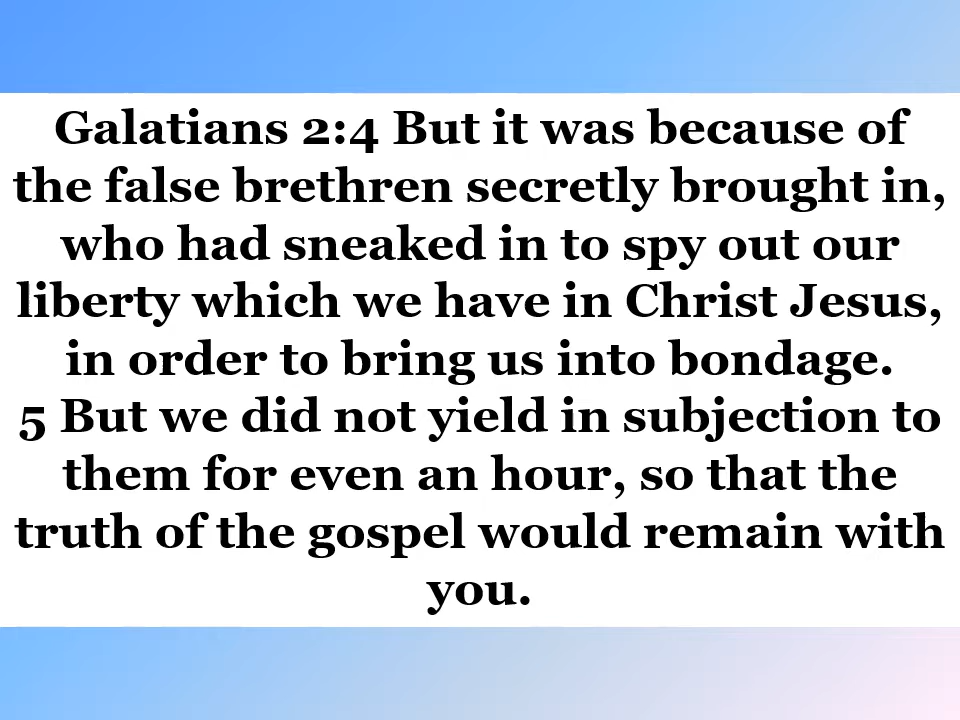 Galatians 2:4 But it was because of
the false brethren secretly brought in,
who had sneaked in to spy out our
liberty which we have in Christ Jesus,
in order to bring us into bondage.
5 But we did not yield in subjection to
them for even an hour, so that the
truth of the gospel would remain with
you.